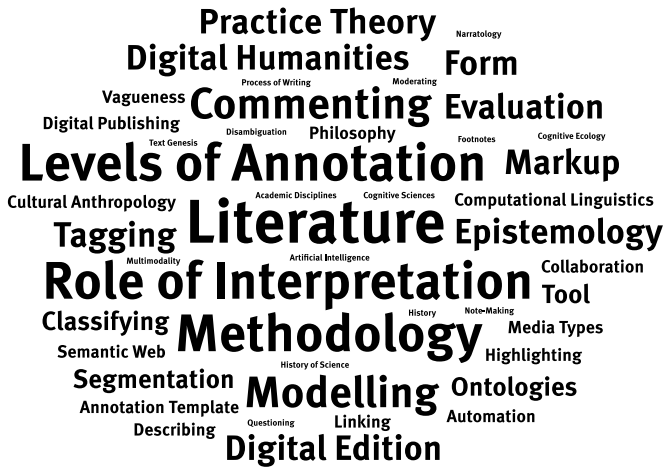 Practice Theory
Narratology
Digital Humanities
Form
Process of Writing
Moderating
Vagueness
Commenting
Evaluation
Digital Publishing
Disambiguation
Philosophy
Text Genesis
Footnotes
Cognitive Ecology
Levels of Annotation
Markup
Cultural Anthropology
Academic Disciplines
Cognitive Sciences
Computational Linguistics
Tagging
Literature
Epistemology
Multimodality
Artificial Intelligence
Role of Interpretation
Collaboration
Tool
Classifying
Methodology
History
Note-Making
Media Types
Semantic Web
Highlighting
History of Science
Segmentation
Modelling
Ontologies
Annotation Template
Questioning
Linking
Automation
Describing
Digital Edition